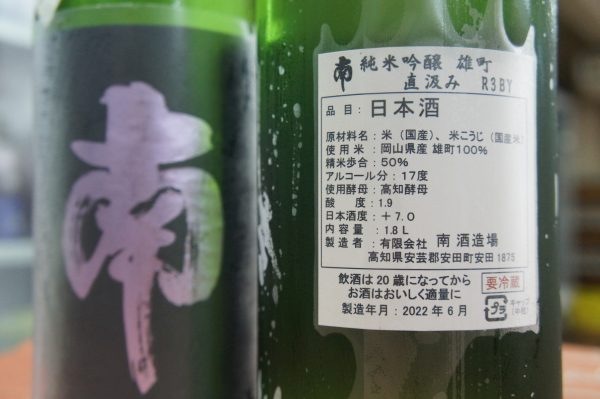 南
南 純米吟醸 雄町
直汲み R3BY
品目：日本酒
原材料名：米（国産）、米こうじ（国産米）
使用米：岡山県産 雄町100%
精米歩合：50%
アルコール分：17度
使用酵母：高知酵母
酸度：1.9
日本酒度：＋7.0
内容量：1.8L
製造者：有限会社 南酒造場
高知県安芸郡安田町安田 1875
飲酒は20歳になってから
お酒はおいしく適量に
要冷蔵
プラ
キャップ
製造年月：2022年6月